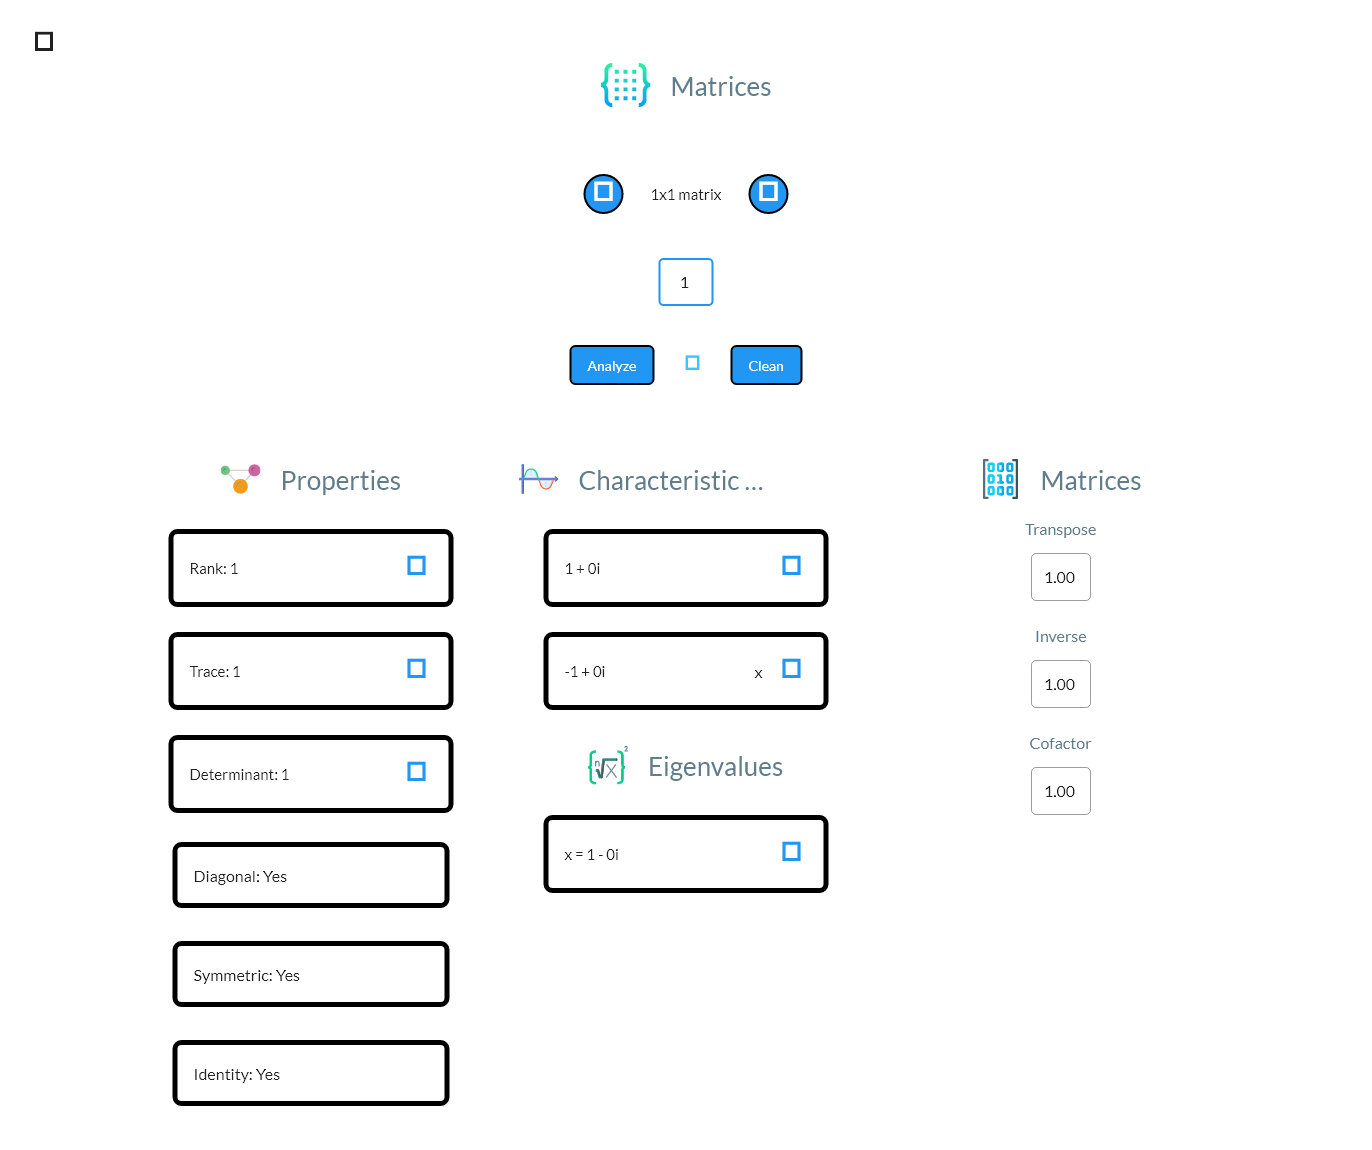 Matrices
1x1 matrix
1
Analyze
Clean
Properties
Rank: 1
Trace: 1
Determinant: 1
Diagonal: Yes
Symmetric: Yes
Identity: Yes
Characteristic ...
1 + 0i
-1 + 0i x
Eigenvalues
x = 1 - 0i
Matrices
Transpose
1.00
Inverse
1.00
Cofactor
1.00